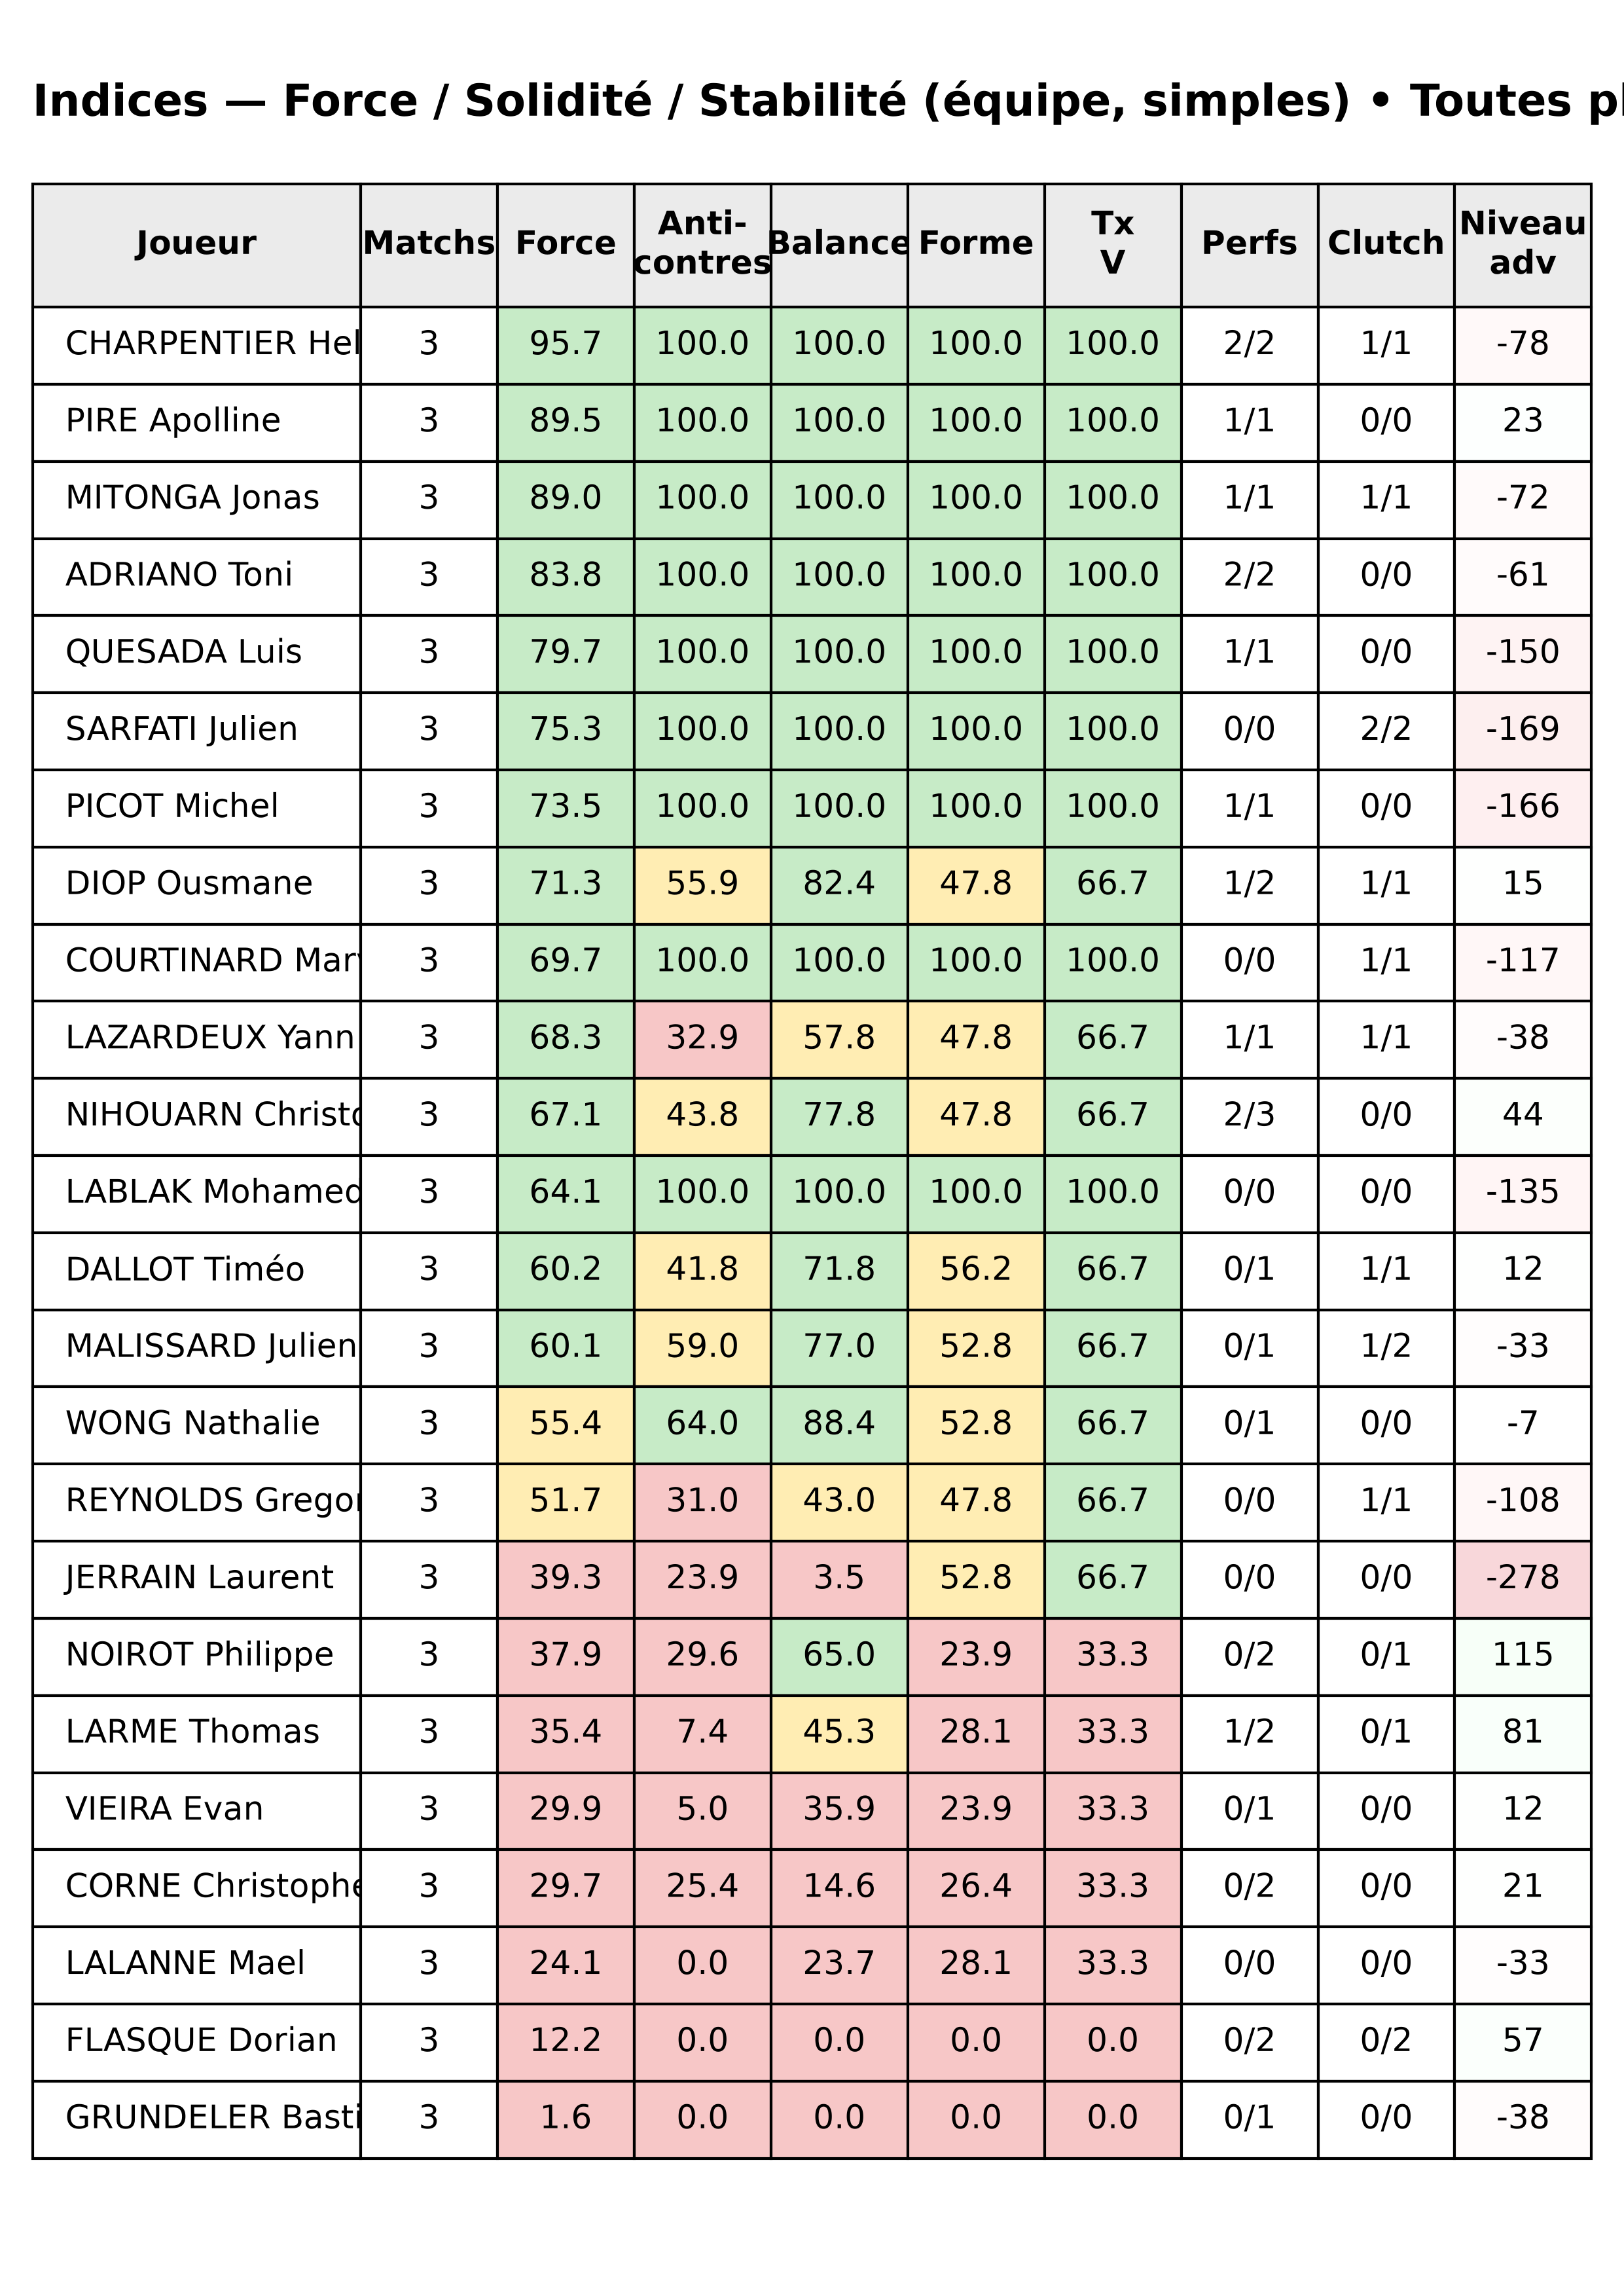 Indices — Force / Solidité / Stabilité (équipe, simples) • Toutes
Joueur Matchs Force Anti-contres Balance Forme Tx V Perfs Clutch Niveau adv
CHARPENTIER Hel 3 95.7 100.0 100.0 100.0 100.0 2/2 1/1 -78
PIRE Apolline 3 89.5 100.0 100.0 100.0 100.0 1/1 0/0 23
MITONGA Jonas 3 89.0 100.0 100.0 100.0 100.0 1/1 1/1 -72
ADRIANO Toni 3 83.8 100.0 100.0 100.0 100.0 2/2 0/0 -61
QUESADA Luis 3 79.7 100.0 100.0 100.0 100.0 1/1 0/0 -150
SARFATI Julien 3 75.3 100.0 100.0 100.0 100.0 0/0 2/2 -169
PICOT Michel 3 73.5 100.0 100.0 100.0 100.0 1/1 0/0 -166
DIOP Ousmane 3 71.3 55.9 82.4 47.8 66.7 1/2 1/1 15
COURTINARD Mar 3 69.7 100.0 100.0 100.0 100.0 0/0 1/1 -117
LAZARDEUX Yann 3 68.3 32.9 57.8 47.8 66.7 1/1 1/1 -38
NIHOUARN Christo 3 67.1 43.8 77.8 47.8 66.7 2/3 0/0 44
LABLAK Mohamed 3 64.1 100.0 100.0 100.0 100.0 0/0 0/0 -135
DALLOT Timéo 3 60.2 41.8 71.8 56.2 66.7 0/1 1/1 12
MALISSARD Julien 3 60.1 59.0 77.0 52.8 66.7 0/1 1/2 -33
WONG Nathalie 3 55.4 64.0 88.4 52.8 66.7 0/1 0/0 -7
REYNOLDS Gregor 3 51.7 31.0 43.0 47.8 66.7 0/0 1/1 -108
JERRAIN Laurent 3 39.3 23.9 3.5 52.8 66.7 0/0 0/0 -278
NOIROT Philippe 3 37.9 29.6 65.0 23.9 33.3 0/2 0/1 115
LARME Thomas 3 35.4 7.4 45.3 28.1 33.3 1/2 0/1 81
VIEIRA Evan 3 29.9 5.0 35.9 23.9 33.3 0/1 0/0 12
CORNE Christophe 3 29.7 25.4 14.6 26.4 33.3 0/2 0/0 21
LALANNE Mael 3 24.1 0.0 23.7 28.1 33.3 0/0 0/0 -33
FLASQUE Dorian 3 12.2 0.0 0.0 0.0 0.0 0/2 0/2 57
GRUNDELER Basti 3 1.6 0.0 0.0 0.0 0.0 0/1 0/0 -38